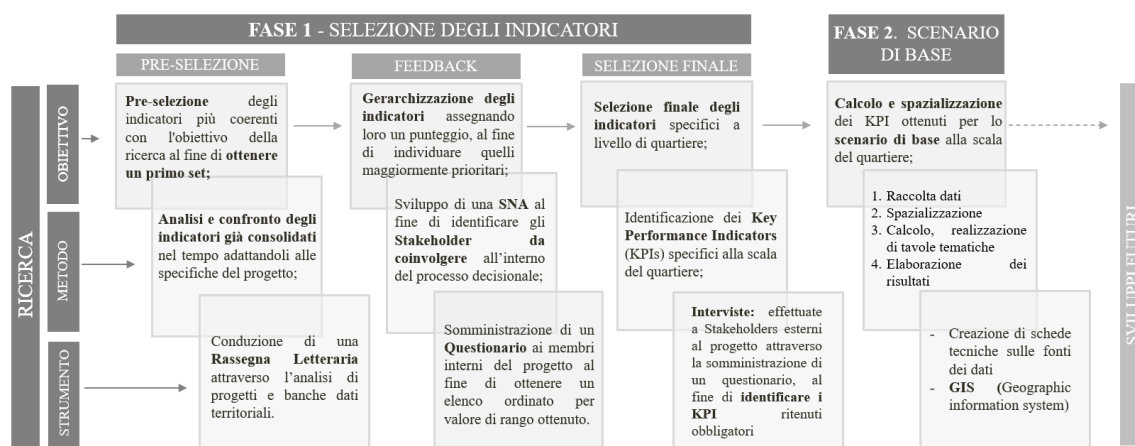 FASE 1 - SELEZIONE DEGLI INDICATORI
FASE 2. SCENARIO
DI BASE
PRE-SELEZIONE
FEEDBACK
SELEZIONE FINALE
RICERCA
OBIETTIVO
Pre-selezione degli
indicatori più coerenti
con l'obiettivo della
ricerca al fine di ottenere
un primo set;
Gerarchizzazione degli
indicatori assegnando
loro un punteggio, al fine
di individuare quelli
maggiormente prioritari;
Selezione finale degli
indicatori specifici a
livello di quartiere;
Calcolo e spazializzazione
dei KPI ottenuti per lo
scenario di base alla scala
del quartiere;
METODO
Analisi e confronto degli
indicatori già consolidati
nel tempo adattandoli alle
specifiche del progetto;
Sviluppo di una SNA al
fine di identificare gli
Stakeholder da
coinvolgere all'interno
del processo decisionale;
Identificazione dei Key
Performance Indicators
(KPIs) specifici alla scala
del quartiere;
1. Raccolta dati
2. Spazializzazione
3. Calcolo, realizzazione
di tavole tematiche
4. Elaborazione dei
risultati
STRUMENTO
Conduzione di una
Rassegna Letteraria
attraverso l'analisi di
progetti e banche dati
territoriali.
Somministrazione di un
Questionario ai membri
interni del progetto al
fine di ottenere un
elenco ordinato per
valore di rango ottenuto.
Interviste: effettuate
a Stakeholders esterni
al progetto attraverso
la somministrazione di
un questionario, al
fine di identificare i
KPI ritenuti
obbligatori
- Creazione di schede
tecniche sulle fonti
dei dati
- GIS (Geographic
information system)
SVILUPPI FUTURI